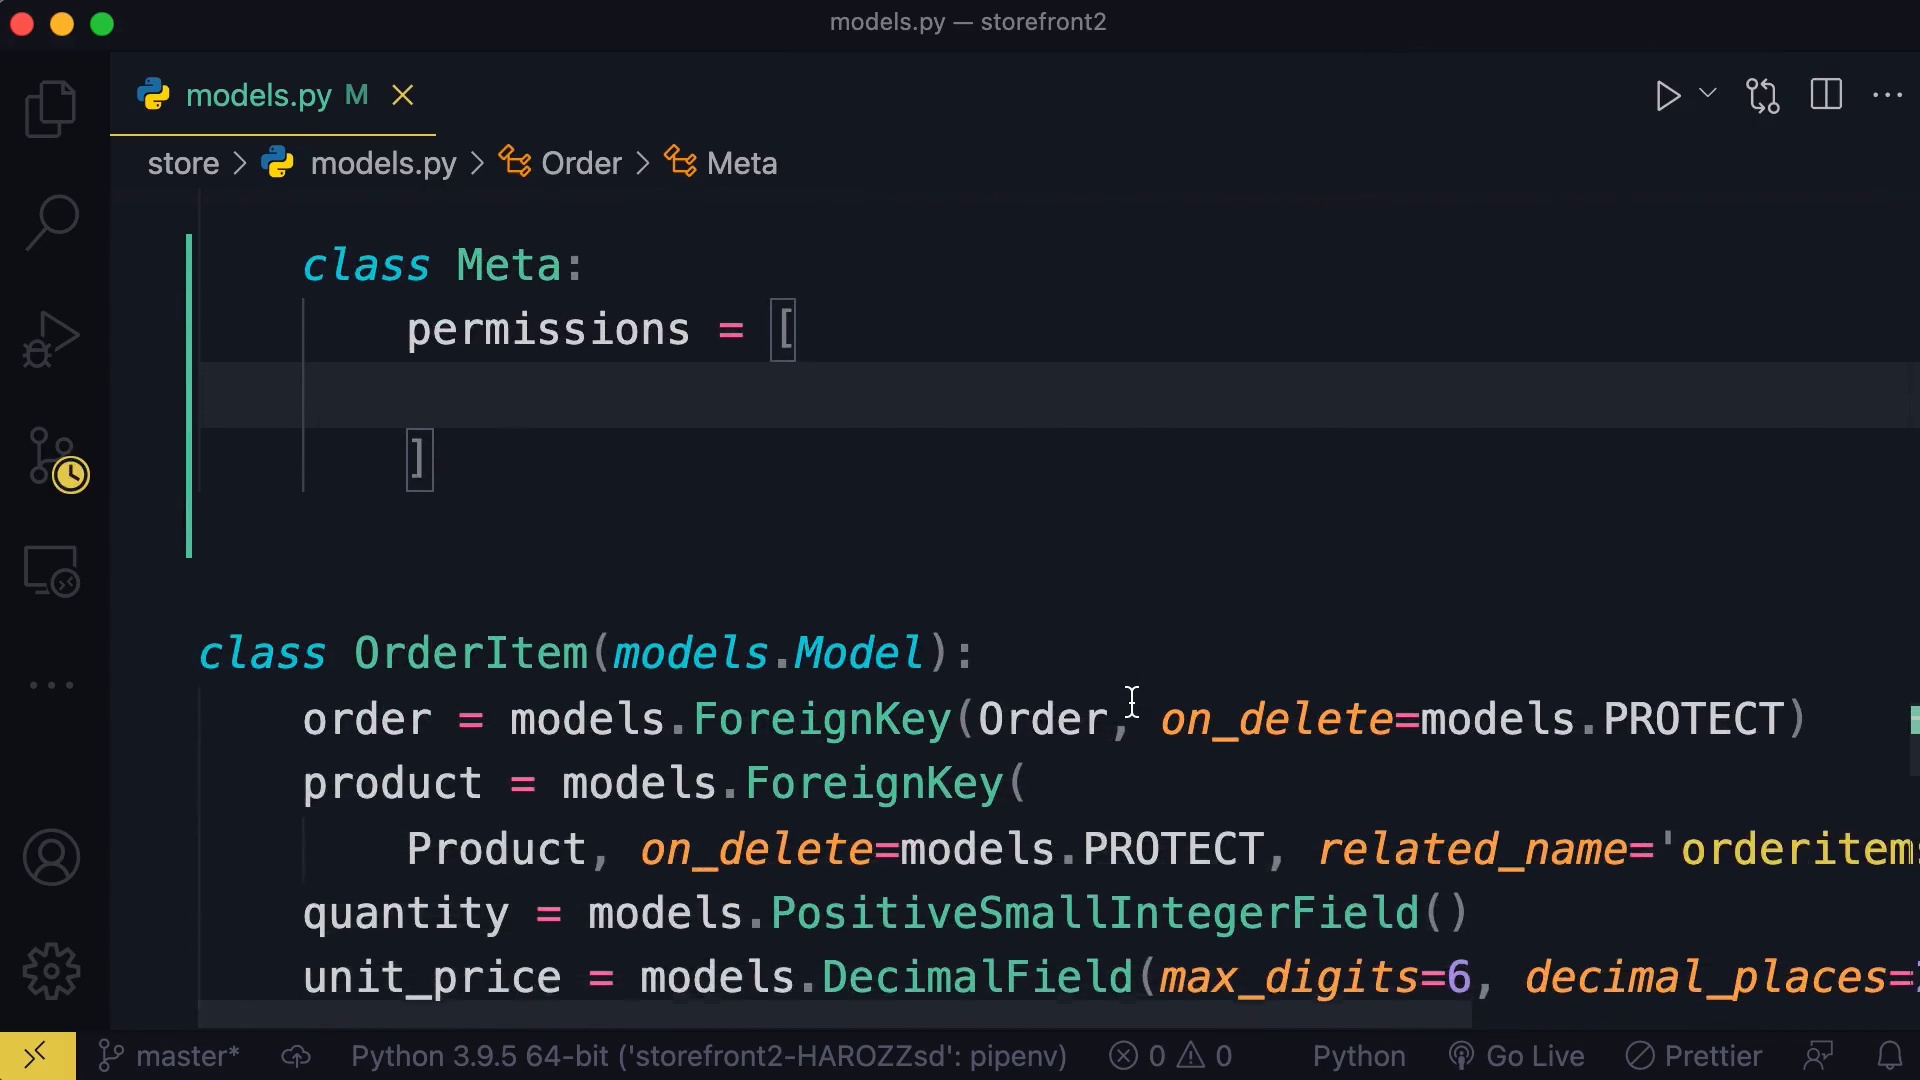 models.py — storefront2
models.py M
store > models.py > Order > Meta
class Meta:
permissions = [
]
class OrderItem(models.Model):
order = models.ForeignKey(Order, on_delete=models.PROTECT)
product = models.ForeignKey(
Product, on_delete=models.PROTECT, related_name='orderitem
quantity = models.PositiveSmallIntegerField()
unit_price = models.DecimalField(max_digits=6, decimal_places=
master* Python 3.9.5 64-bit ('storefront2-HAROZZsd': pipenv) 0 0 Python Go Live Prettier